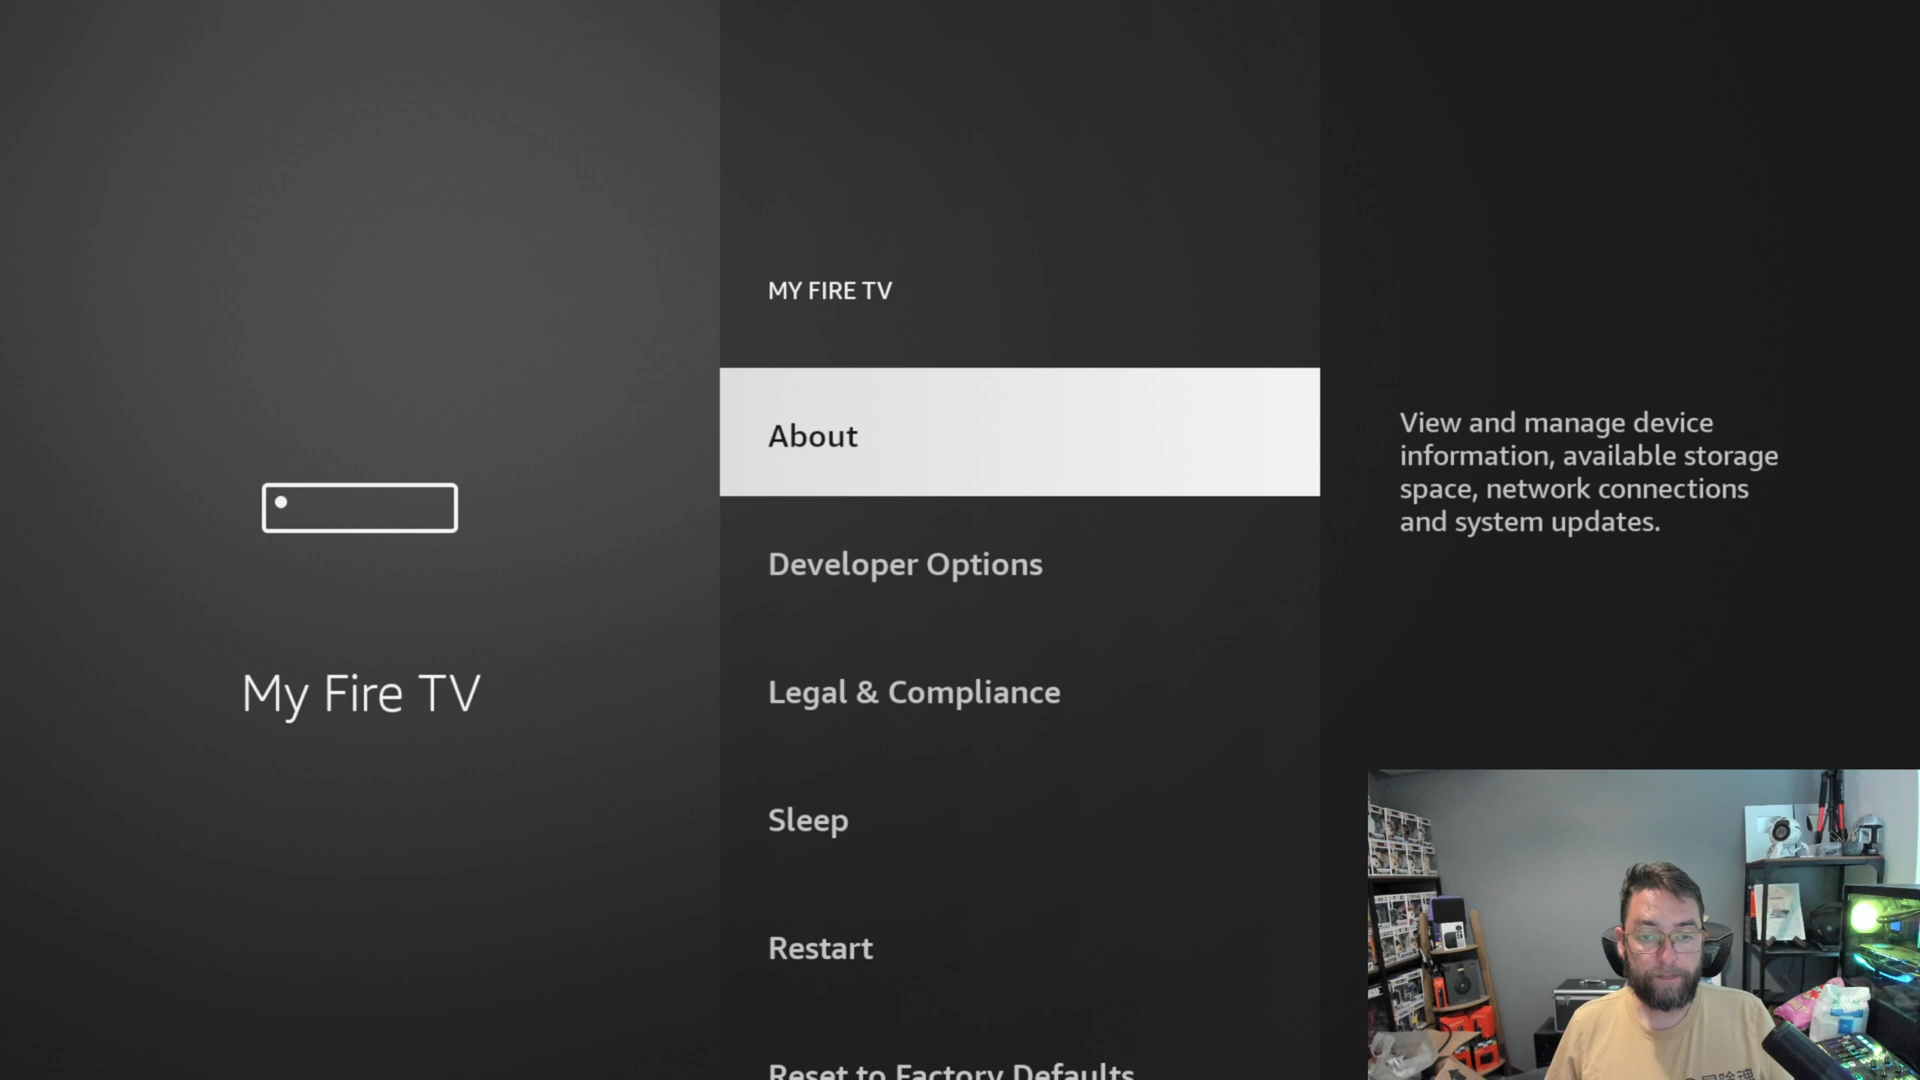 MY FIRE TV
About
View and manage device
information, available storage
space, network connections
and system updates.
Developer Options
My Fire TV
Legal & Compliance
Sleep
Restart
Reset to Factory Defaults